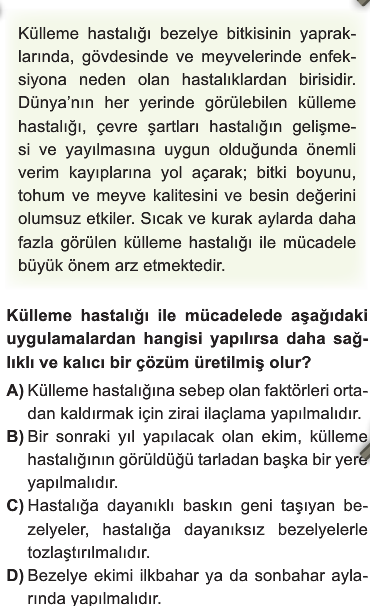 Külleme hastalığı bezelye bitkisinin yaprak-
larında, gövdesinde ve meyvelerinde enfek-
siyona neden olan hastalıklardan birisidir.
Dünya'nın her yerinde görülebilen külleme
hastalığı, çevre şartları hastalığın gelişme-
si ve yayılmasına uygun olduğunda önemli
verim kayıplarına yol açarak; bitki boyunu,
tohum ve meyve kalitesini ve besin değerini
olumsuz etkiler. Sıcak ve kurak aylarda daha
fazla görülen külleme hastalığı ile mücadele
büyük önem arz etmektedir.
Külleme hastalığı ile mücadelede aşağıdaki
uygulamalardan hangisi yapılırsa daha sağ-
lıklı ve kalıcı bir çözüm üretilmiş olur?
A) Külleme hastalığına sebep olan faktörleri orta-
dan kaldırmak için zirai ilaçlama yapılmalıdır.
B) Bir sonraki yıl yapılacak olan ekim, külleme
hastalığının görüldüğü tarladan başka bir yere
yapılmalıdır.
C) Hastalığa dayanıklı baskın geni taşıyan be-
zelyeler, hastalığa dayanıksız bezelyelerle
tozlaştırılmalıdır.
D) Bezelye ekimi ilkbahar ya da sonbahar ayla-
rında yapılmalıdır.